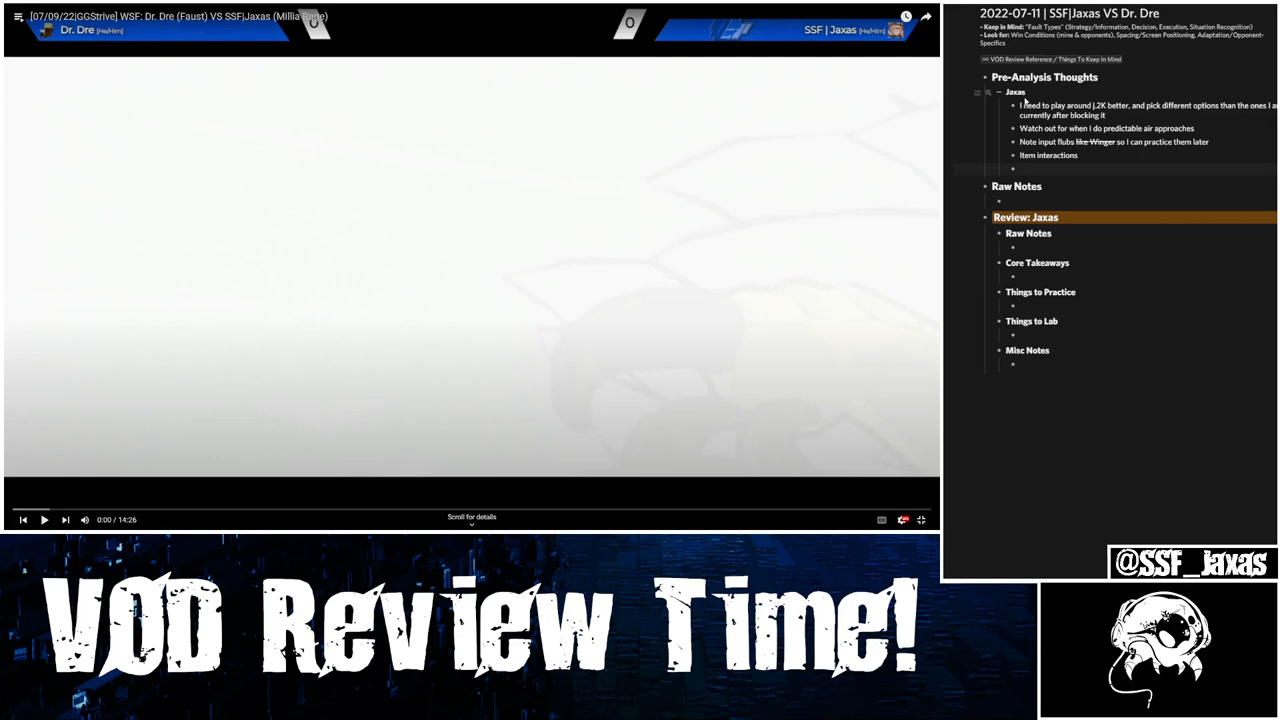 [07/09/22|GGStrive] WSF: Dr. Dre (Faust) VS SSF|Jaxas (Millia Rage)
0
0
Dr. Dre [He/Him]
SSF | Jaxas [He/Him]
0:00 / 14:26
Scroll for details
2022-07-11 | SSF|Jaxas VS Dr. Dre
- Keep in Mind: "Fault Types" (Strategy/Information, Decision, Execution, Situation Recognition)
- Look for: Win Conditions (mine & opponents), Spacing/Screen Positioning, Adaptation/Opponent-
Specifics
VOD Review Reference / Things To Keep In Mind
Pre-Analysis Thoughts
Jaxas
I need to play around j.2K better, and pick different options than the ones I a
currently after blocking it
Watch out for when I do predictable air approaches
Note input flubs like Winger so I can practice them later
Item interactions
Raw Notes
Review: Jaxas
Raw Notes
Core Takeaways
Things to Practice
Things to Lab
Misc Notes
@SSF_Jaxas
VOD Review Time!